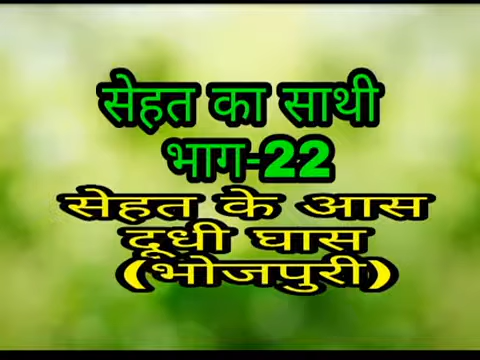 सेहत का साथी
भाग-22
सेहत के आस
दूधी घास
(भोजपुरी)